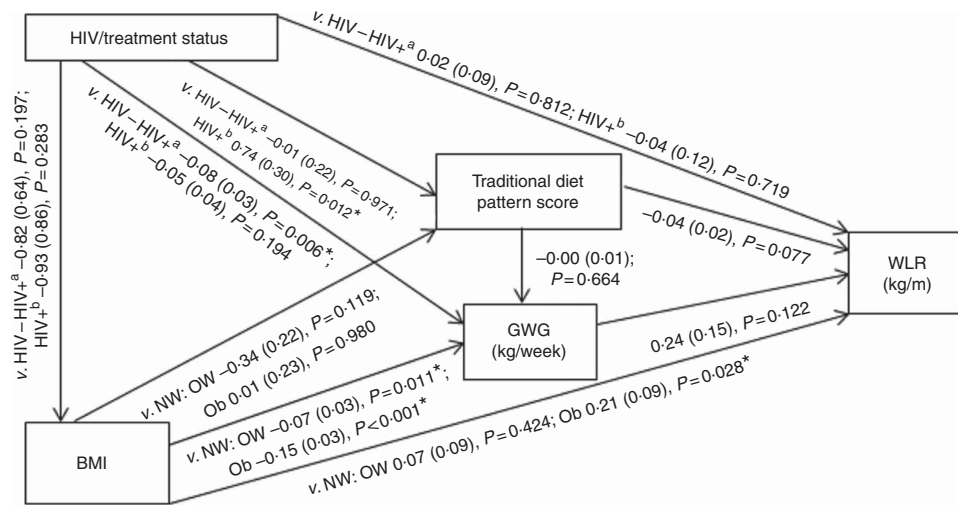 HIV/treatment status
v. HIV–HIV+ᵃ 0·02 (0·09), P=0·812; HIV+ᵇ –0·04 (0·12), P=0·719
v. HIV–HIV+ᵃ –0·82 (0·64), P=0·197;
HIV+ᵇ –0·93 (0·86), P=0·283
v. HIV–HIV+ᵃ –0·01 (0·22), P=0·971;
HIV+ᵇ 0·74 (0·30), P=0·012*
v. HIV–HIV+ᵃ –0·08 (0·03), P=0·006*;
HIV+ᵇ –0·05 (0·04), P=0·194
Traditional diet
pattern score
–0·04 (0·02), P=0·077
WLR
(kg/m)
–0·00 (0·01);
P=0·664
GWG
(kg/week)
0·24 (0·15), P=0·122
v. NW: OW –0·34 (0·22), P=0·119;
Ob 0·01 (0·23), P=0·980
v. NW: OW –0·07 (0·03), P=0·011*;
Ob –0·15 (0·03), P<0·001*
v. NW: OW 0·07 (0·09), P=0·424; Ob 0·21 (0·09), P=0·028*
BMI